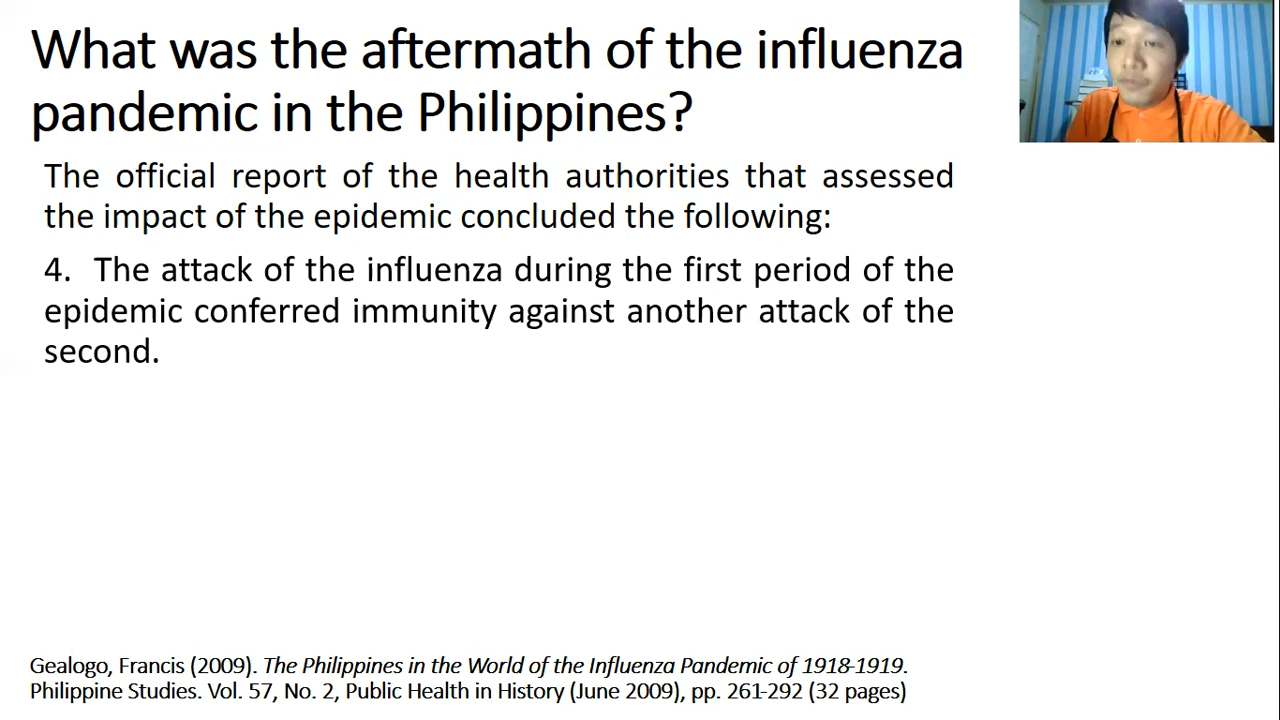 What was the aftermath of the influenza
pandemic in the Philippines?
The official report of the health authorities that assessed
the impact of the epidemic concluded the following:
4. The attack of the influenza during the first period of the
epidemic conferred immunity against another attack of the
second.
Gealogo, Francis (2009). The Philippines in the World of the Influenza Pandemic of 1918-1919.
Philippine Studies. Vol. 57, No. 2, Public Health in History (June 2009), pp. 261-292 (32 pages)